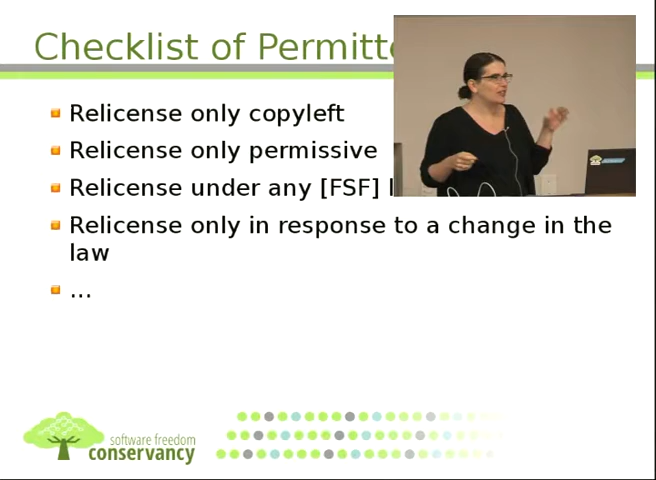 Checklist of Permitte
Relicense only copyleft
Relicense only permissive
Relicense under any [FSF]
Relicense only in response to a change in the
law
...
software freedom
conservancy